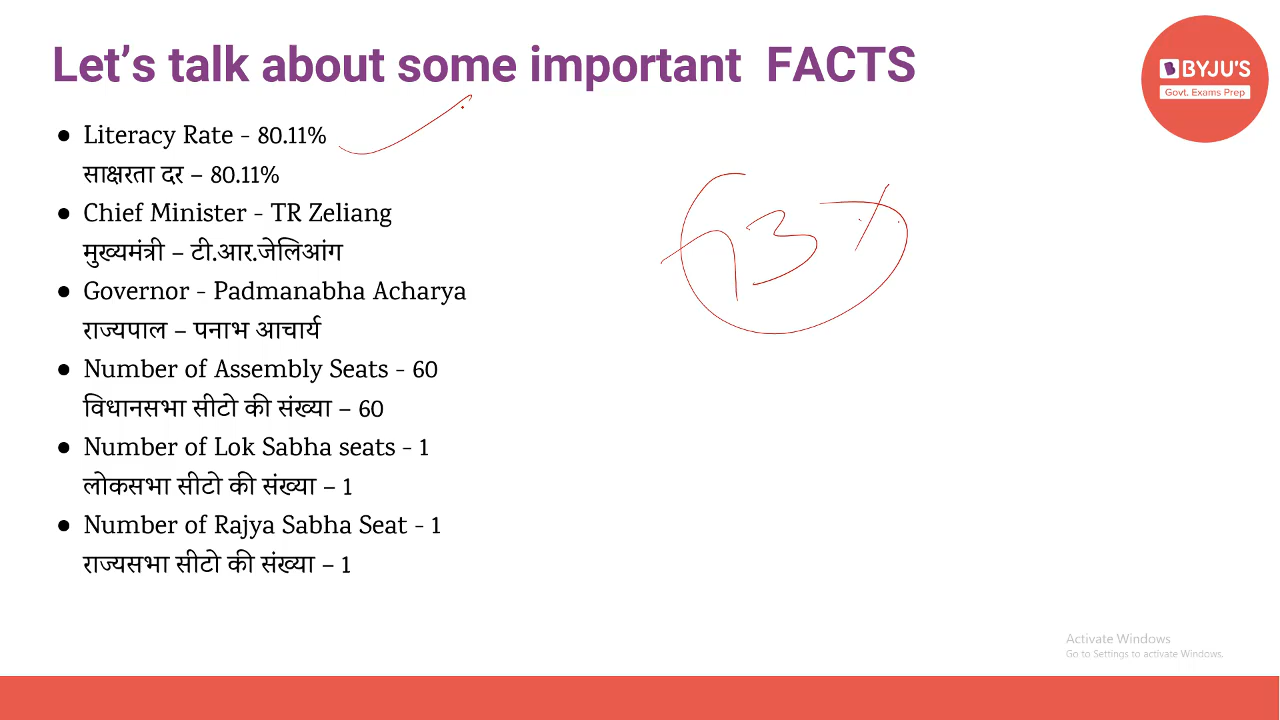 Let's talk about some important FACTS
BYJU'S
Govt. Exams Prep
● Literacy Rate - 80.11%
साक्षरता दर – 80.11%
● Chief Minister - TR Zeliang
मुख्यमंत्री – टी.आर.जेलिआंग
● Governor - Padmanabha Acharya
राज्यपाल – पनाभ आचार्य
● Number of Assembly Seats - 60
विधानसभा सीटो की संख्या – 60
● Number of Lok Sabha seats - 1
लोकसभा सीटो की संख्या – 1
● Number of Rajya Sabha Seat - 1
राज्यसभा सीटो की संख्या – 1
Activate Windows
Go to Settings to activate Windows.